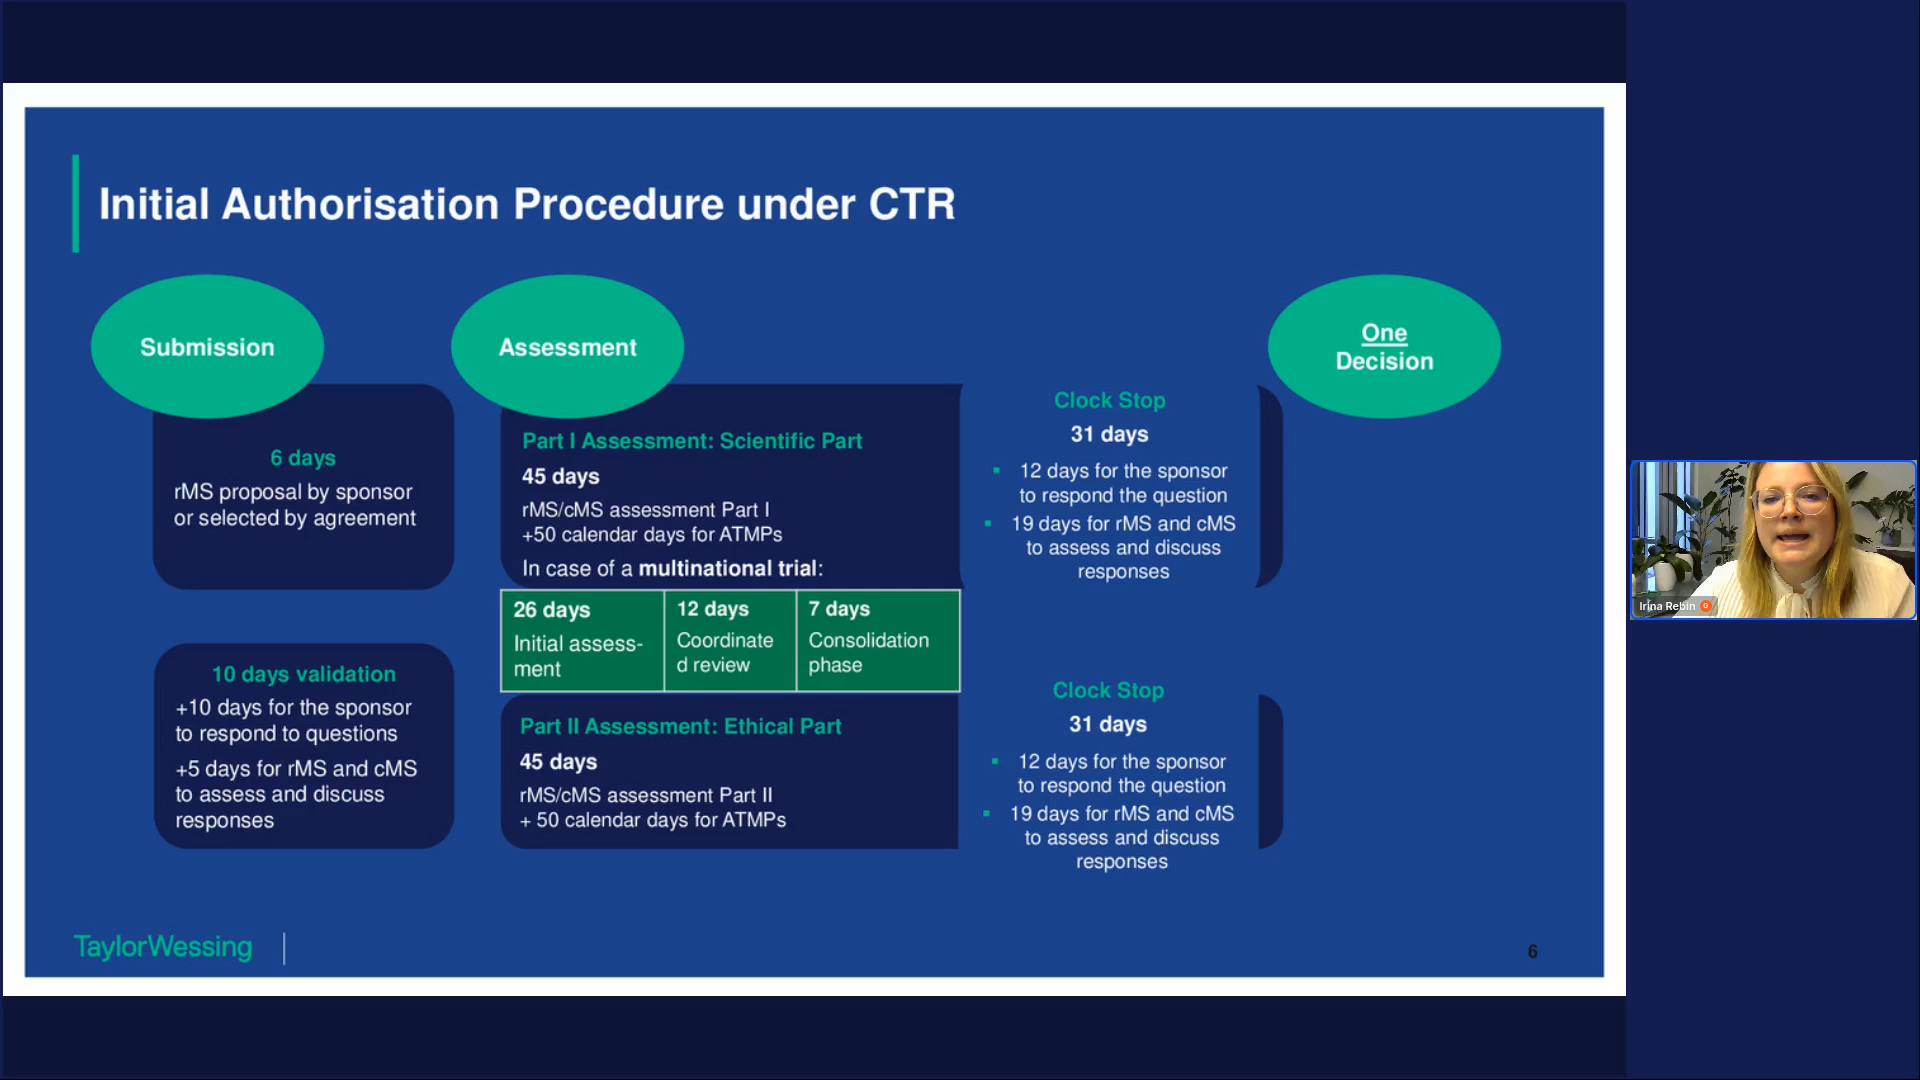 Initial Authorisation Procedure under CTR
Submission
6 days
rMS proposal by sponsor
or selected by agreement
10 days validation
+10 days for the sponsor
to respond to questions
+5 days for rMS and cMS
to assess and discuss
responses
Assessment
Part I Assessment: Scientific Part
45 days
rMS/cMS assessment Part I
+50 calendar days for ATMPs
In case of a multinational trial:
26 days
Initial assess-
ment
12 days
Coordinate
d review
7 days
Consolidation
phase
Part II Assessment: Ethical Part
45 days
rMS/cMS assessment Part II
+ 50 calendar days for ATMPs
Clock Stop
31 days
▪ 12 days for the sponsor
to respond the question
▪ 19 days for rMS and cMS
to assess and discuss
responses
Clock Stop
31 days
▪ 12 days for the sponsor
to respond the question
▪ 19 days for rMS and cMS
to assess and discuss
responses
One
Decision
TaylorWessing
6
Irina Rebin